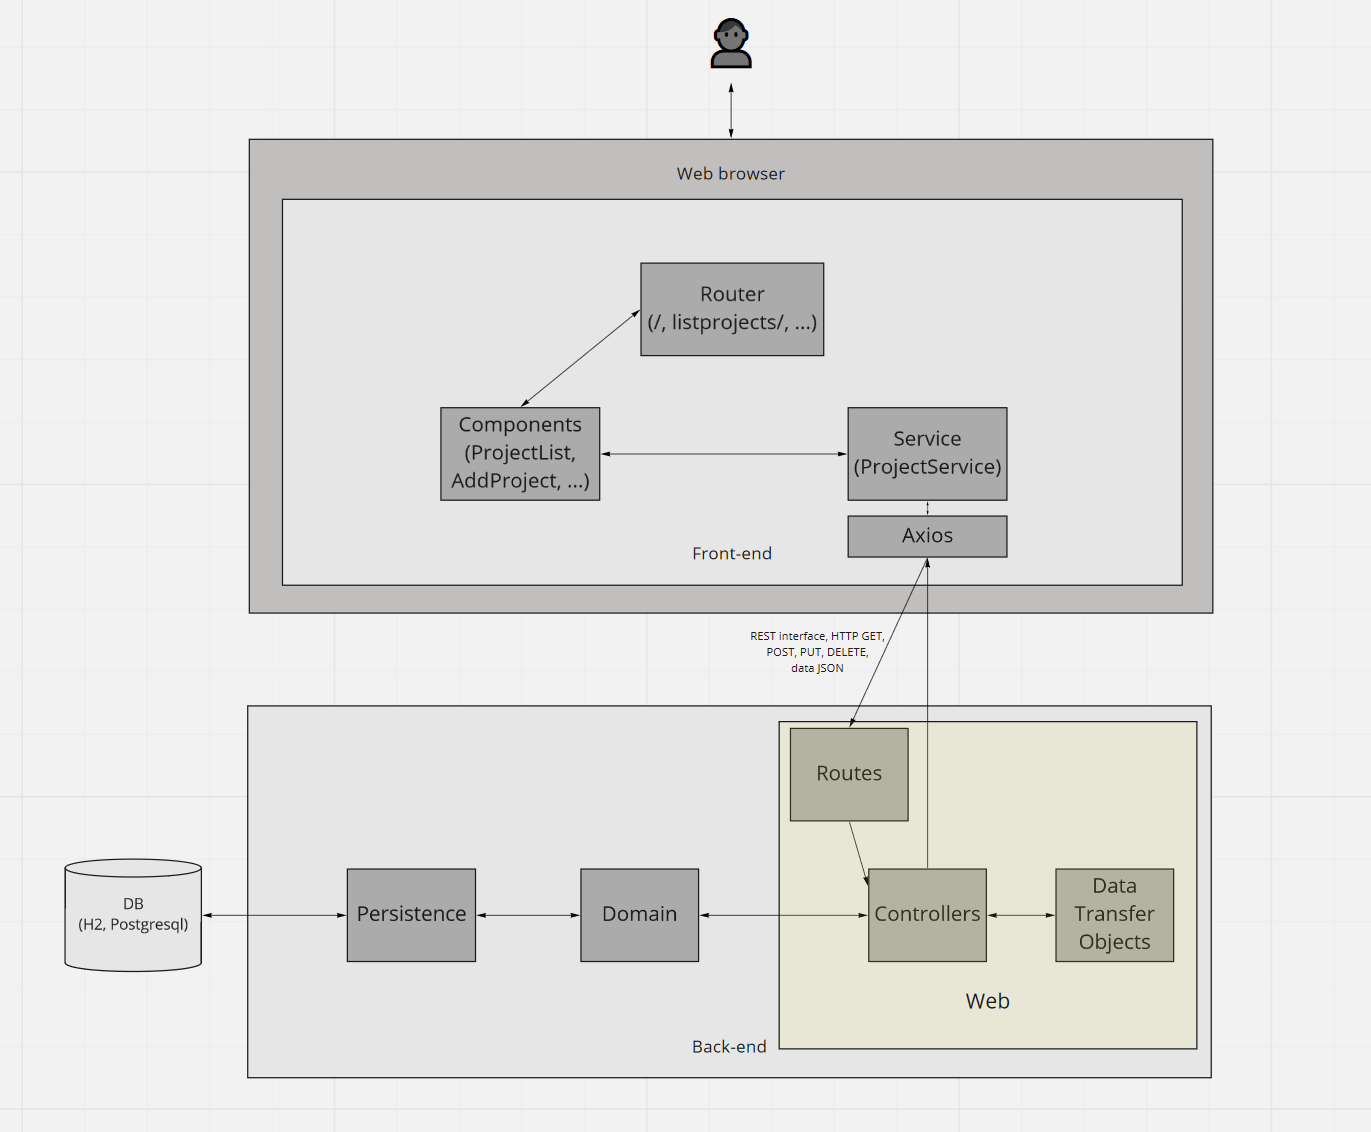 Web browser
Router
(/, listprojects/, ...)
Components
(ProjectList,
AddProject, ...)
Service
(ProjectService)
Axios
Front-end
REST interface, HTTP GET,
POST, PUT, DELETE,
data JSON
Routes
DB
(H2, Postgresql)
Persistence
Domain
Controllers
Data
Transfer
Objects
Web
Back-end